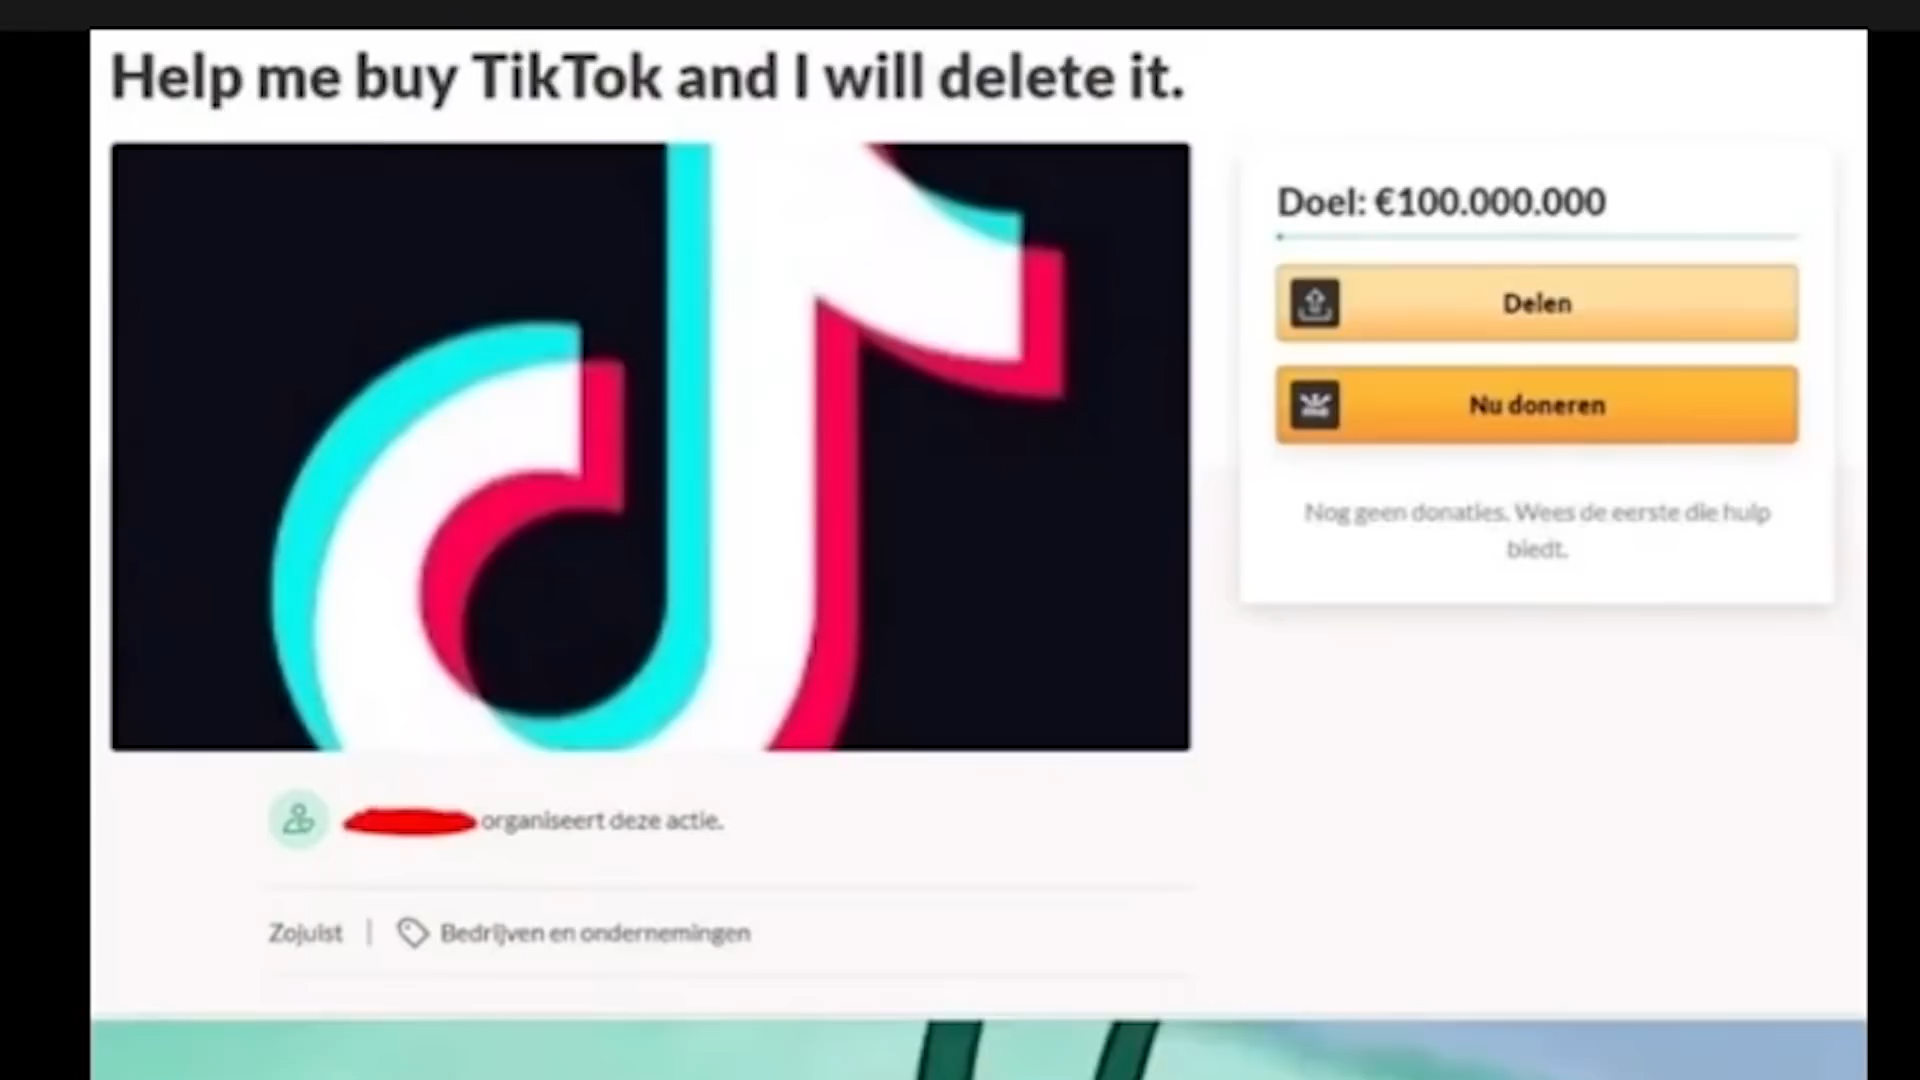 Help me buy TikTok and I will delete it.
Doel: €100.000.000
Delen
Nu doneren
Nog geen donaties. Wees de eerste die hulp
biedt.
organiseert deze actie.
Zojuist | Bedrijven en ondernemingen